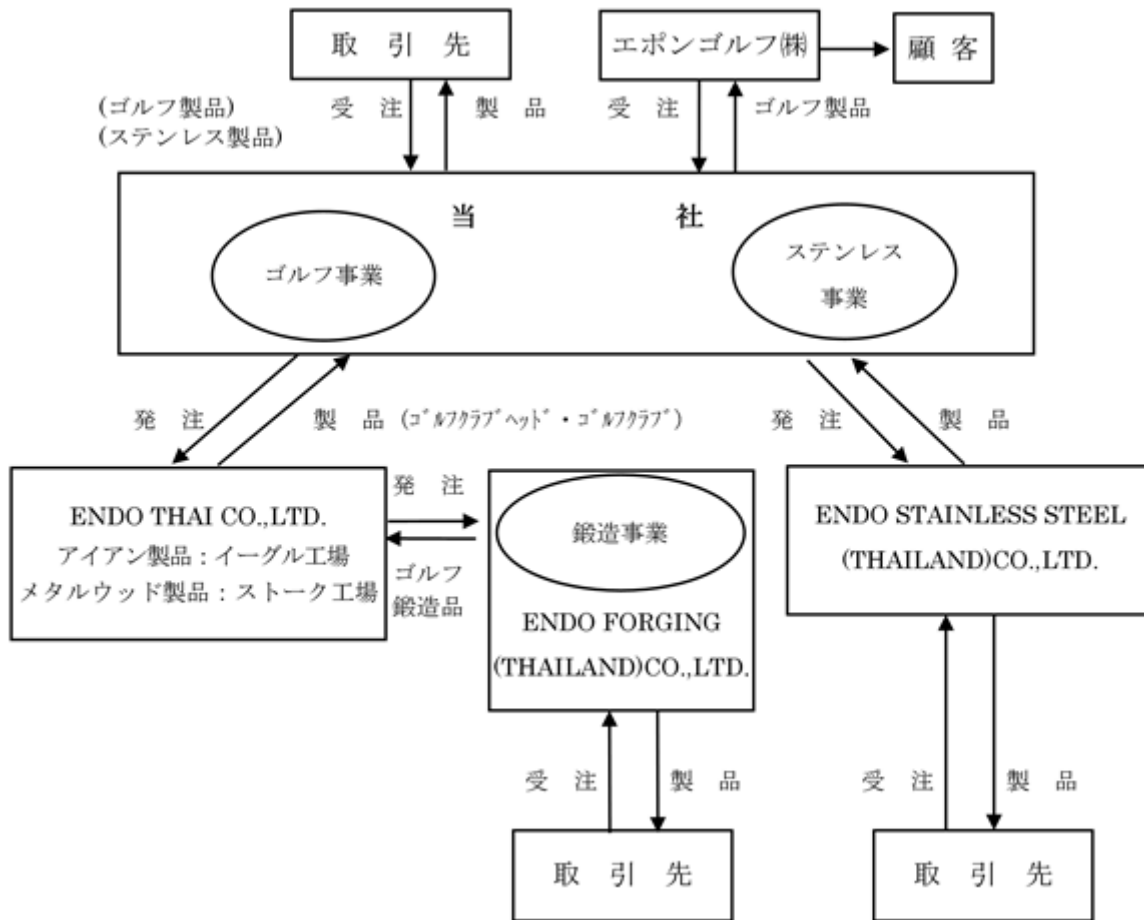 取 引 先
エポンゴルフ㈱
顧 客
(ゴルフ製品)
(ステンレス製品)
受 注
製 品
受 注
ゴルフ製品
当 社
ゴルフ事業
ステンレス
事業
発 注
製 品 (ｺﾞﾙﾌｸﾗﾌﾞﾍｯﾄﾞ・ｺﾞﾙﾌｸﾗﾌﾞ)
発 注
製 品
ENDO THAI CO.,LTD.
アイアン製品：イーグル工場
メタルウッド製品：ストーク工場
発 注
ゴルフ
鍛造品
鍛造事業
ENDO FORGING
(THAILAND)CO.,LTD.
ENDO STAINLESS STEEL
(THAILAND)CO.,LTD.
受 注
製 品
受 注
製 品
取 引 先
取 引 先